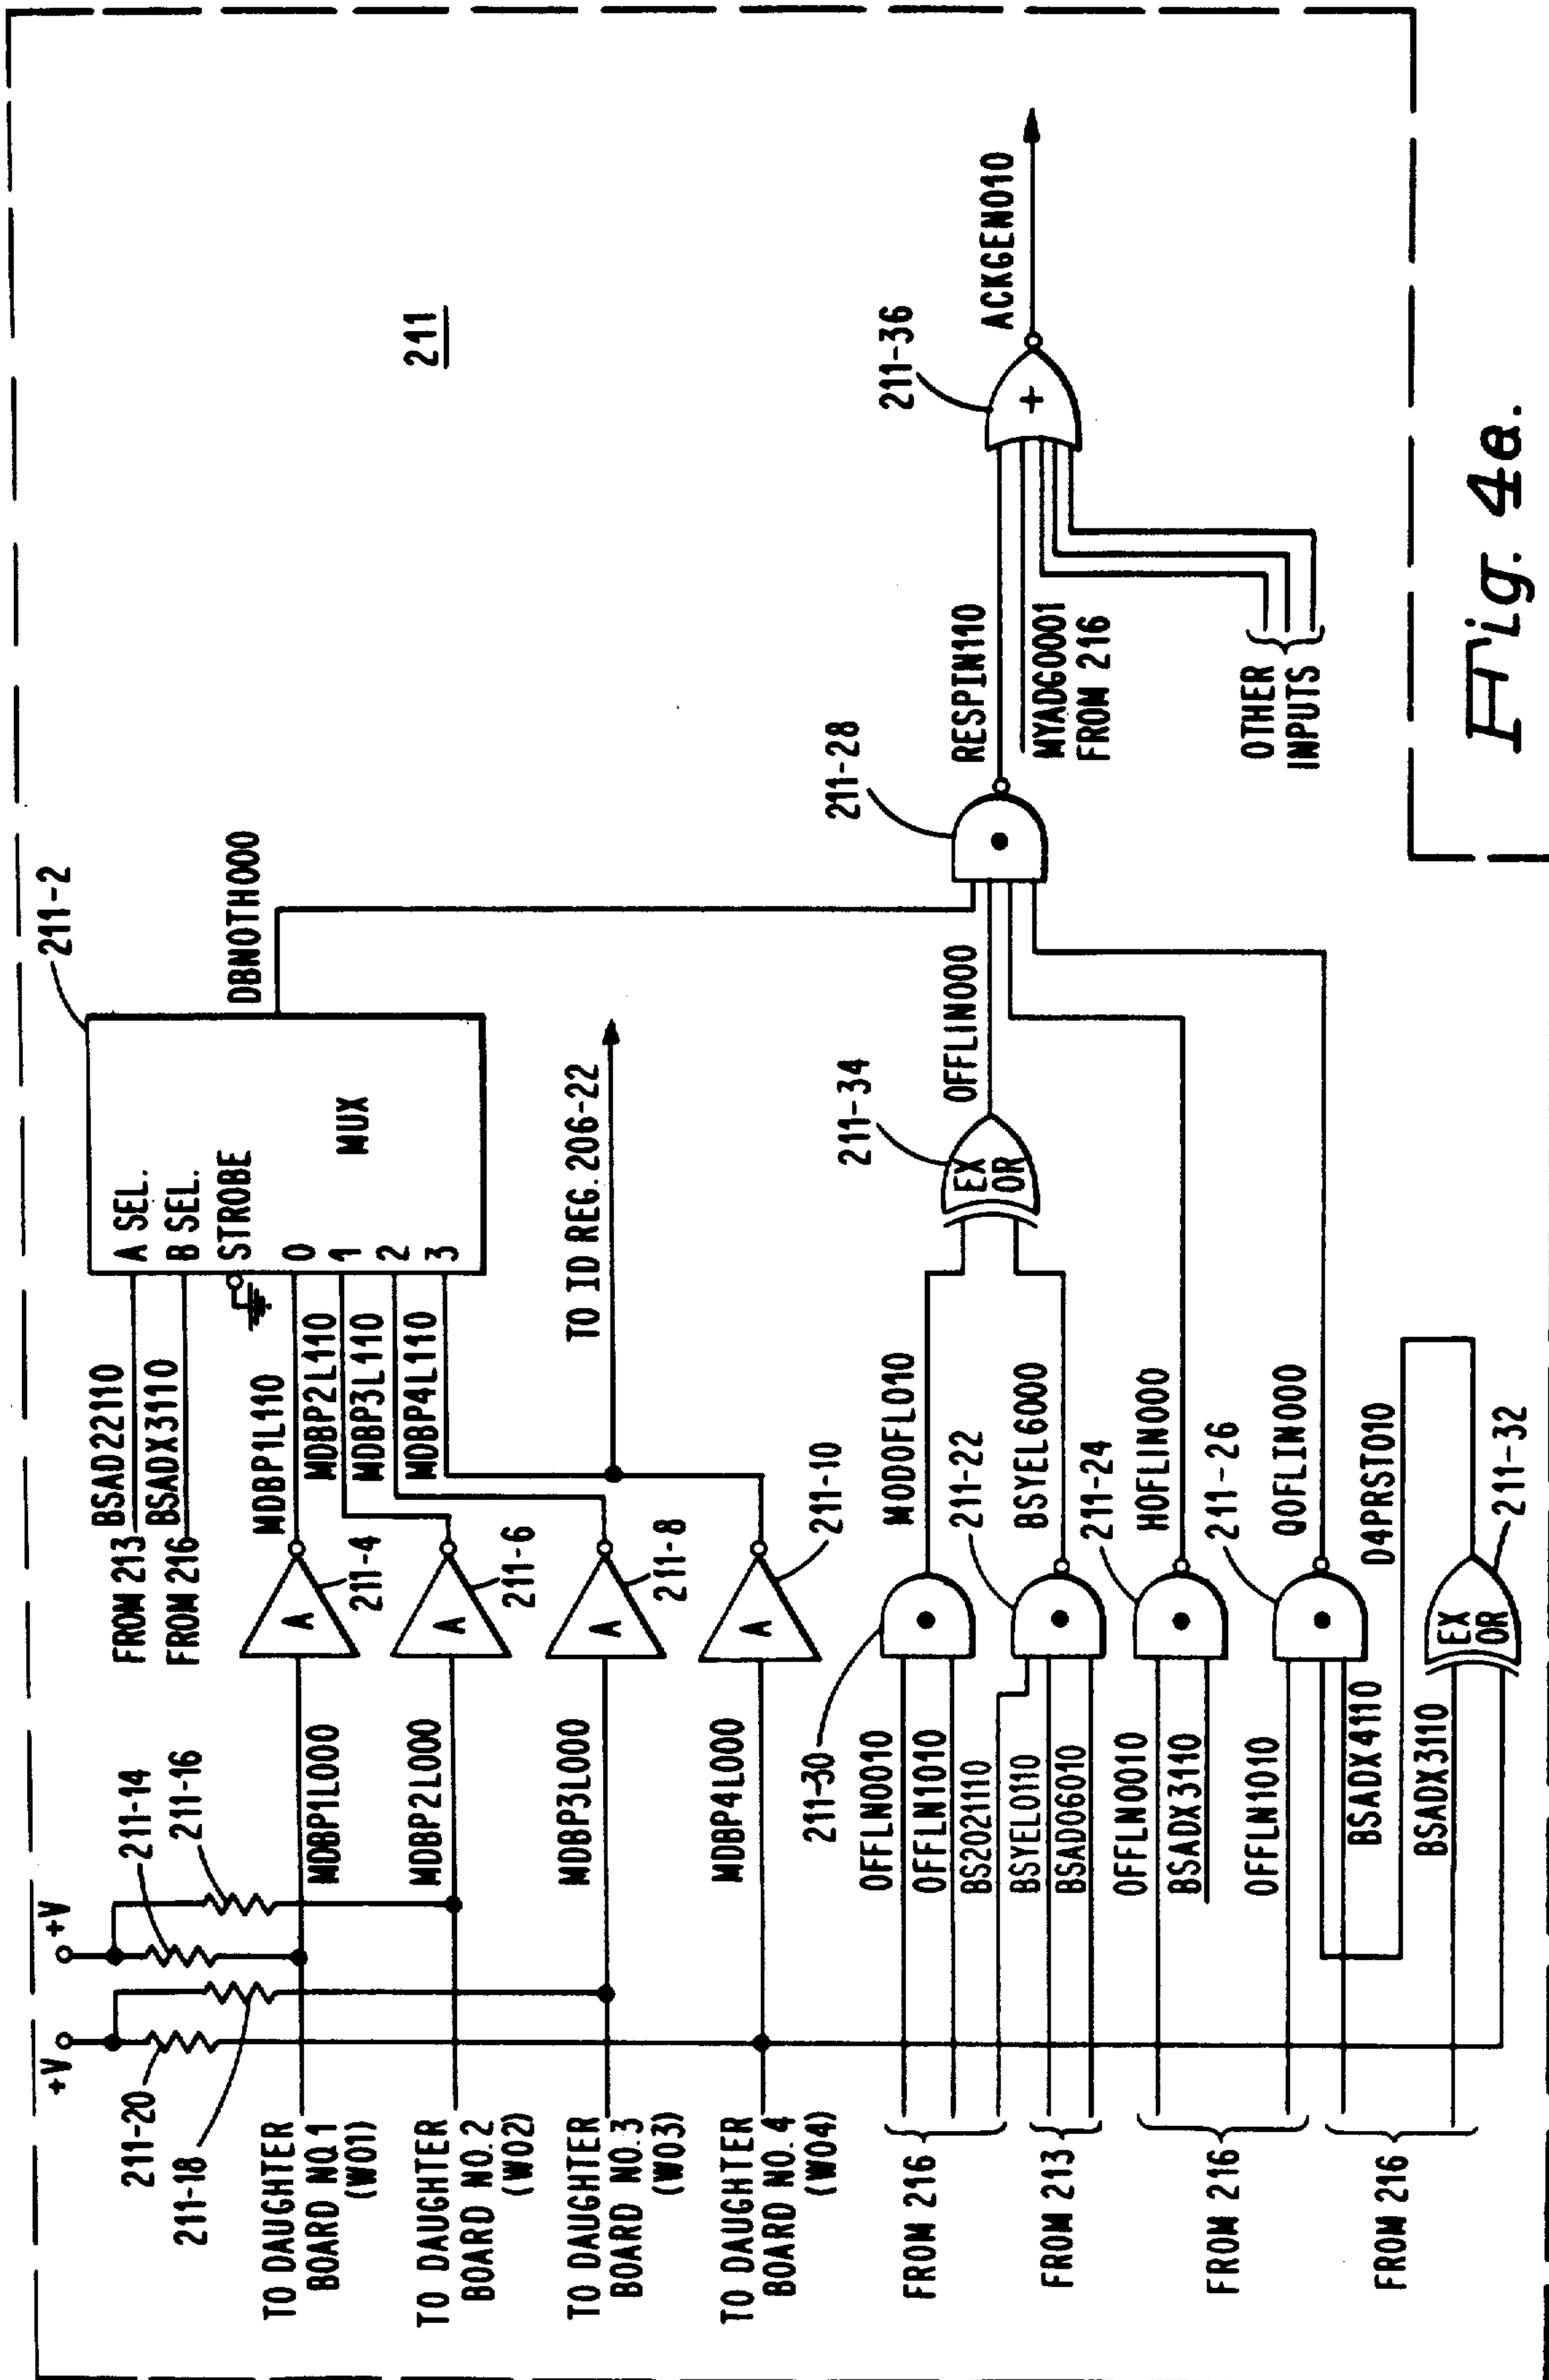 +V
+V
211-14
211-16
211-20
211-18
TO DAUGHTER
BOARD NO.1
(W01)
TO DAUGHTER
BOARD NO.2
(W02)
TO DAUGHTER
BOARD NO.3
(W03)
TO DAUGHTER
BOARD NO.4
(W04)
MDBP1L000
MDBP2L000
MDBP3L000
MDBP4L000
FROM 213
BSAD22110
FROM 216
BSADX3110
A
211-4
A
211-6
A
211-8
A
211-10
MDBP1L110
MDBP2L110
MDBP3L110
MDBP4L110
A SEL.
B SEL.
STROBE
0
1
2
3
MUX
211-2
DBNOTH000
TO ID REG. 206-22
211
FROM 216
FROM 213
FROM 216
FROM 216
211-30
OFFLN0010
OFFLN1010
BS2021110
BSYEL0110
BSAD06010
OFFLN0010
BSADX3110
OFFLN1010
BSADX4110
BSADX3110
MODOFL010
211-22
BSYEL6000
211-24
HOFLIN000
211-26
QOFLIN000
D4PRST010
EX
OR
211-32
EX
OR
211-34
OFFLIN000
211-28
RESPIN110
MYADG0001
FROM 216
OTHER
INPUTS
+
211-36
ACKGEN010
Fig. 4a.